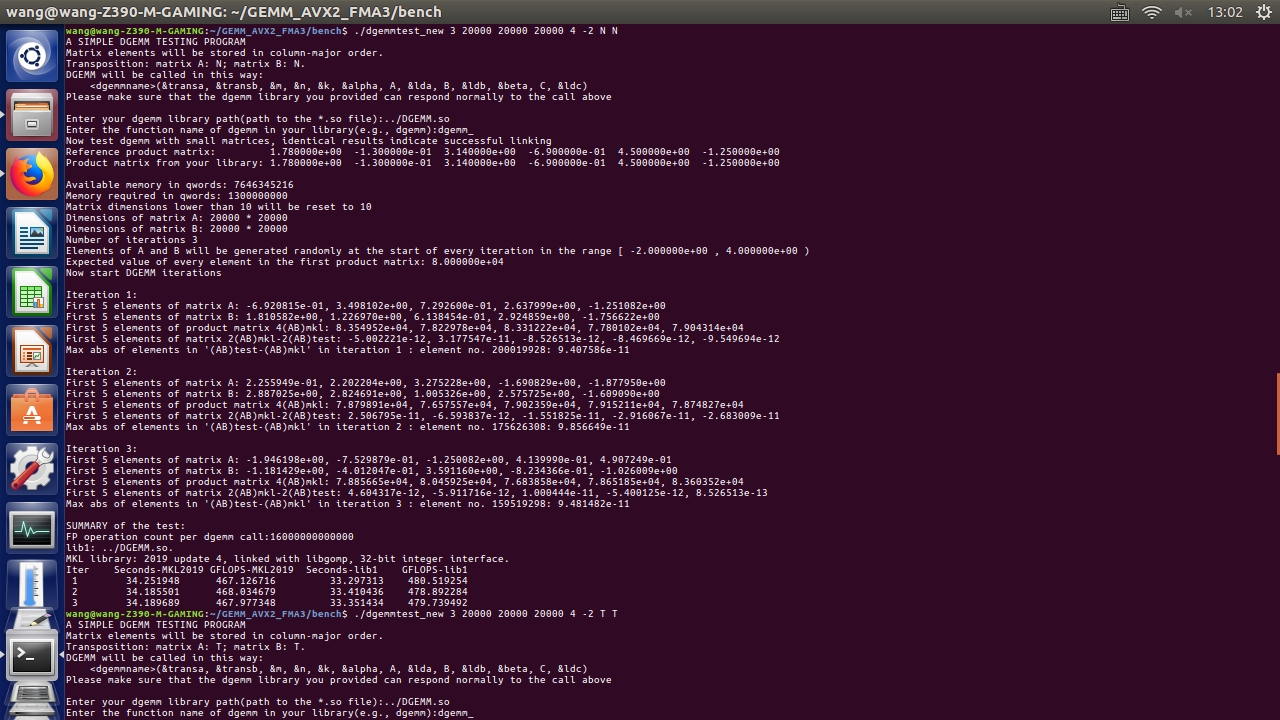 wang@wang-Z390-M-GAMING: ~/GEMM_AVX2_FMA3/bench 13:02
wang@wang-Z390-M-GAMING:~/GEMM_AVX2_FMA3/bench$ ./dgemmtest_new 3 20000 20000 20000 4 -2 N N
A SIMPLE DGEMM TESTING PROGRAM
Matrix elements will be stored in column-major order.
Transposition: matrix A: N; matrix B: N.
DGEMM will be called in this way:
    <dgemmname>(&transa, &transb, &m, &n, &k, &alpha, A, &lda, B, &ldb, &beta, C, &ldc)
Please make sure that the dgemm library you provided can respond normally to the call above

Enter your dgemm library path(path to the *.so file):../DGEMM.so
Enter the function name of dgemm in your library(e.g., dgemm):dgemm_
Now test dgemm with small matrices, identical results indicate successful linking
Reference product matrix:         1.780000e+00  -1.300000e-01  3.140000e+00  -6.900000e-01  4.500000e+00  -1.250000e+00
Product matrix from your library: 1.780000e+00  -1.300000e-01  3.140000e+00  -6.900000e-01  4.500000e+00  -1.250000e+00

Available memory in qwords: 7646345216
Memory required in qwords: 1300000000
Matrix dimensions lower than 10 will be reset to 10
Dimensions of matrix A: 20000 * 20000
Dimensions of matrix B: 20000 * 20000
Number of iterations 3
Elements of A and B will be generated randomly at the start of every iteration in the range [ -2.000000e+00 , 4.000000e+00 )
Expected value of every element in the first product matrix: 8.000000e+04
Now start DGEMM iterations

Iteration 1:
First 5 elements of matrix A: -6.920815e-01, 3.498102e+00, 7.292600e-01, 2.637999e+00, -1.251082e+00
First 5 elements of matrix B: 1.810582e+00, 1.226970e+00, 6.138454e-01, 2.924859e+00, -1.756622e+00
First 5 elements of product matrix 4(AB)mkl: 8.354952e+04, 7.822978e+04, 8.331222e+04, 7.780102e+04, 7.904314e+04
First 5 elements of matrix 2(AB)mkl-2(AB)test: -5.002221e-12, 3.177547e-11, -8.526513e-12, -8.469669e-12, -9.549694e-12
Max abs of elements in '(AB)test-(AB)mkl' in iteration 1 : element no. 200019928: 9.407586e-11

Iteration 2:
First 5 elements of matrix A: 2.255949e-01, 2.202204e+00, 3.275228e+00, -1.690829e+00, -1.877950e+00
First 5 elements of matrix B: 2.887025e+00, 2.824691e+00, 1.005326e+00, 2.575725e+00, -1.609090e+00
First 5 elements of product matrix 4(AB)mkl: 7.879891e+04, 7.657557e+04, 7.902359e+04, 7.915211e+04, 7.874827e+04
First 5 elements of matrix 2(AB)mkl-2(AB)test: 2.506795e-11, -6.593837e-12, -1.551825e-11, -2.916067e-11, -2.683009e-11
Max abs of elements in '(AB)test-(AB)mkl' in iteration 2 : element no. 175626308: 9.856649e-11

Iteration 3:
First 5 elements of matrix A: -1.946198e+00, -7.529879e-01, -1.250082e+00, 4.139990e-01, 4.907249e-01
First 5 elements of matrix B: -1.181429e+00, -4.012047e-01, 3.591160e+00, -8.234366e-01, -1.026009e+00
First 5 elements of product matrix 4(AB)mkl: 7.885665e+04, 8.045925e+04, 7.683858e+04, 7.865185e+04, 8.360352e+04
First 5 elements of matrix 2(AB)mkl-2(AB)test: 4.604317e-12, -5.911716e-12, 1.000444e-11, -5.400125e-12, 8.526513e-13
Max abs of elements in '(AB)test-(AB)mkl' in iteration 3 : element no. 159519298: 9.481482e-11

SUMMARY of the test:
FP operation count per dgemm call:16000000000000
lib1: ../DGEMM.so.
MKL library: 2019 update 4, linked with libgomp, 32-bit integer interface.
Iter    Seconds-MKL2019 GFLOPS-MKL2019  Seconds-lib1    GFLOPS-lib1
 1        34.251948      467.126716         33.297313    480.519254
 2        34.185501      468.034679         33.410436    478.892284
 3        34.189689      467.977348         33.351434    479.739492
wang@wang-Z390-M-GAMING:~/GEMM_AVX2_FMA3/bench$ ./dgemmtest_new 3 20000 20000 20000 4 -2 T T
A SIMPLE DGEMM TESTING PROGRAM
Matrix elements will be stored in column-major order.
Transposition: matrix A: T; matrix B: T.
DGEMM will be called in this way:
    <dgemmname>(&transa, &transb, &m, &n, &k, &alpha, A, &lda, B, &ldb, &beta, C, &ldc)
Please make sure that the dgemm library you provided can respond normally to the call above

Enter your dgemm library path(path to the *.so file):../DGEMM.so
Enter the function name of dgemm in your library(e.g., dgemm):dgemm_